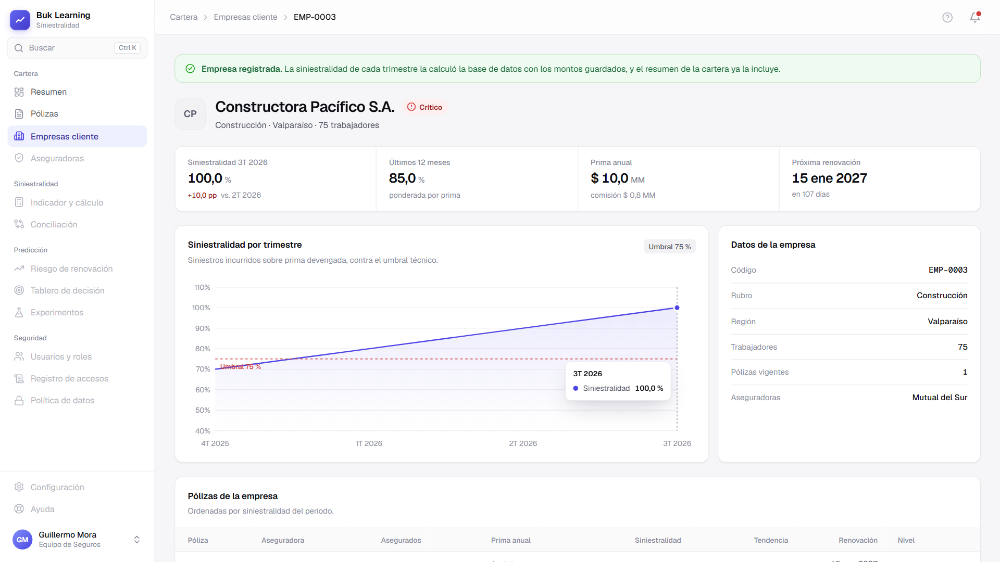 Buk Learning
Siniestralidad
Buscar
Ctrl K
Cartera
Resumen
Pólizas
Empresas cliente
Aseguradoras
Siniestralidad
Indicador y cálculo
Conciliación
Predicción
Riesgo de renovación
Tablero de decisión
Experimentos
Seguridad
Usuarios y roles
Registro de accesos
Política de datos
Configuración
Ayuda
GM
Guillermo Mora
Equipo de Seguros
Cartera
Empresas cliente
EMP-0003
Empresa registrada. La siniestralidad de cada trimestre la calculó la base de datos con los montos guardados, y el resumen de la cartera ya la incluye.
CP
Constructora Pacífico S.A.
Crítico
Construcción · Valparaíso · 75 trabajadores
Siniestralidad 3T 2026
100,0 %
+10,0 pp vs. 2T 2026
Últimos 12 meses
85,0 %
ponderada por prima
Prima anual
$ 10,0 MM
comisión $ 0,8 MM
Próxima renovación
15 ene 2027
en 107 días
Siniestralidad por trimestre
Siniestros incurridos sobre prima devengada, contra el umbral técnico.
Umbral 75 %
110%
100%
90%
80%
70%
60%
50%
40%
Umbral 75 %
3T 2026
Siniestralidad 100,0 %
4T 2025
1T 2026
2T 2026
3T 2026
Datos de la empresa
Código EMP-0003
Rubro Construcción
Región Valparaíso
Trabajadores 75
Pólizas vigentes 1
Aseguradoras Mutual del Sur
Pólizas de la empresa
Ordenadas por siniestralidad del período.
Póliza Aseguradora Asegurados Prima anual Siniestralidad Tendencia Renovación Nivel